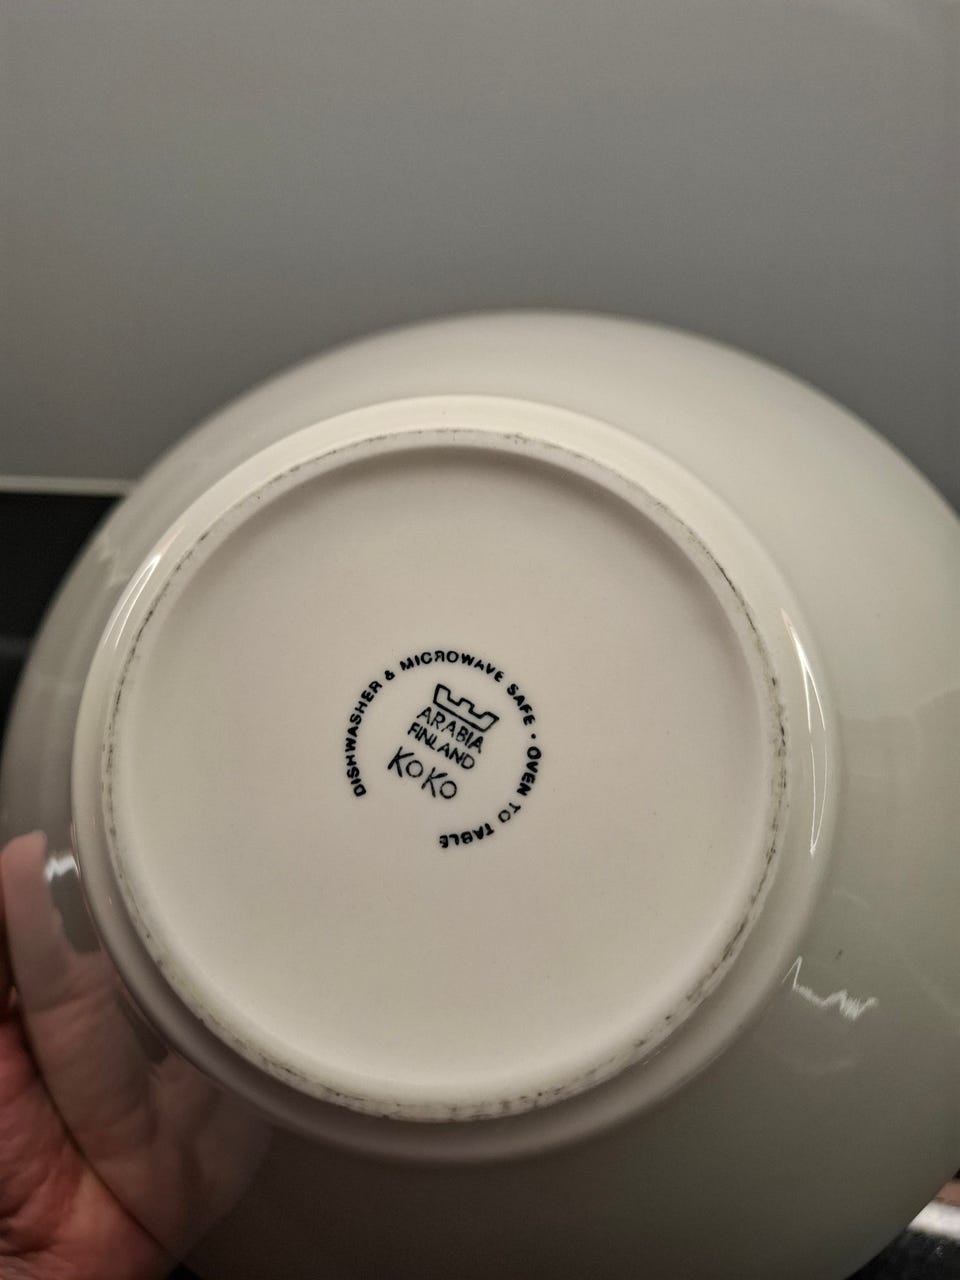 DISHWASHER & MICROWAVE SAFE • OVEN TO TABLE
ARABIA
FINLAND
KOKO